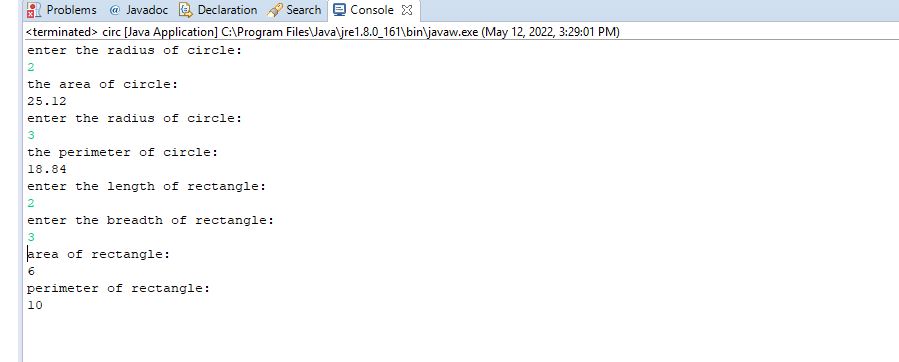 Problems @ Javadoc Declaration Search Console
<terminated> circ [Java Application] C:\Program Files\Java\jre1.8.0_161\bin\javaw.exe (May 12, 2022, 3:29:01 PM)
enter the radius of circle:
2
the area of circle:
25.12
enter the radius of circle:
3
the perimeter of circle:
18.84
enter the length of rectangle:
2
enter the breadth of rectangle:
3
area of rectangle:
6
perimeter of rectangle:
10